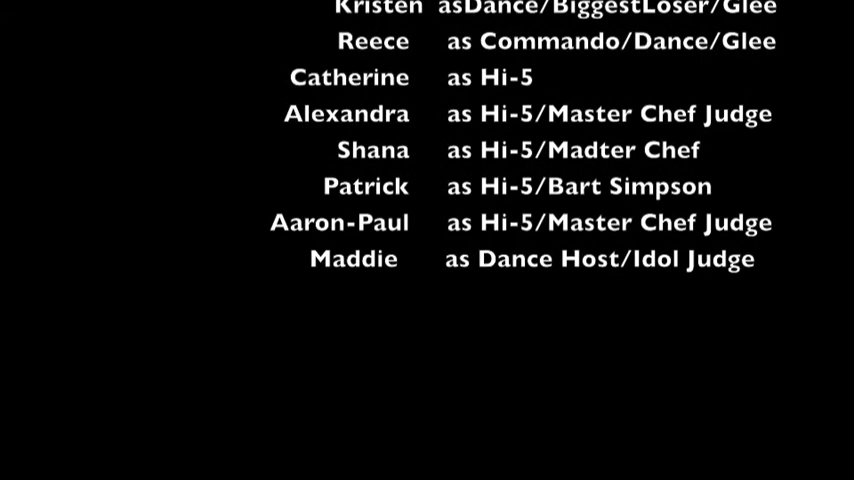 Kristen asDance/BiggestLoser/Glee
Reece as Commando/Dance/Glee
Catherine as Hi-5
Alexandra as Hi-5/Master Chef Judge
Shana as Hi-5/Madter Chef
Patrick as Hi-5/Bart Simpson
Aaron-Paul as Hi-5/Master Chef Judge
Maddie as Dance Host/Idol Judge